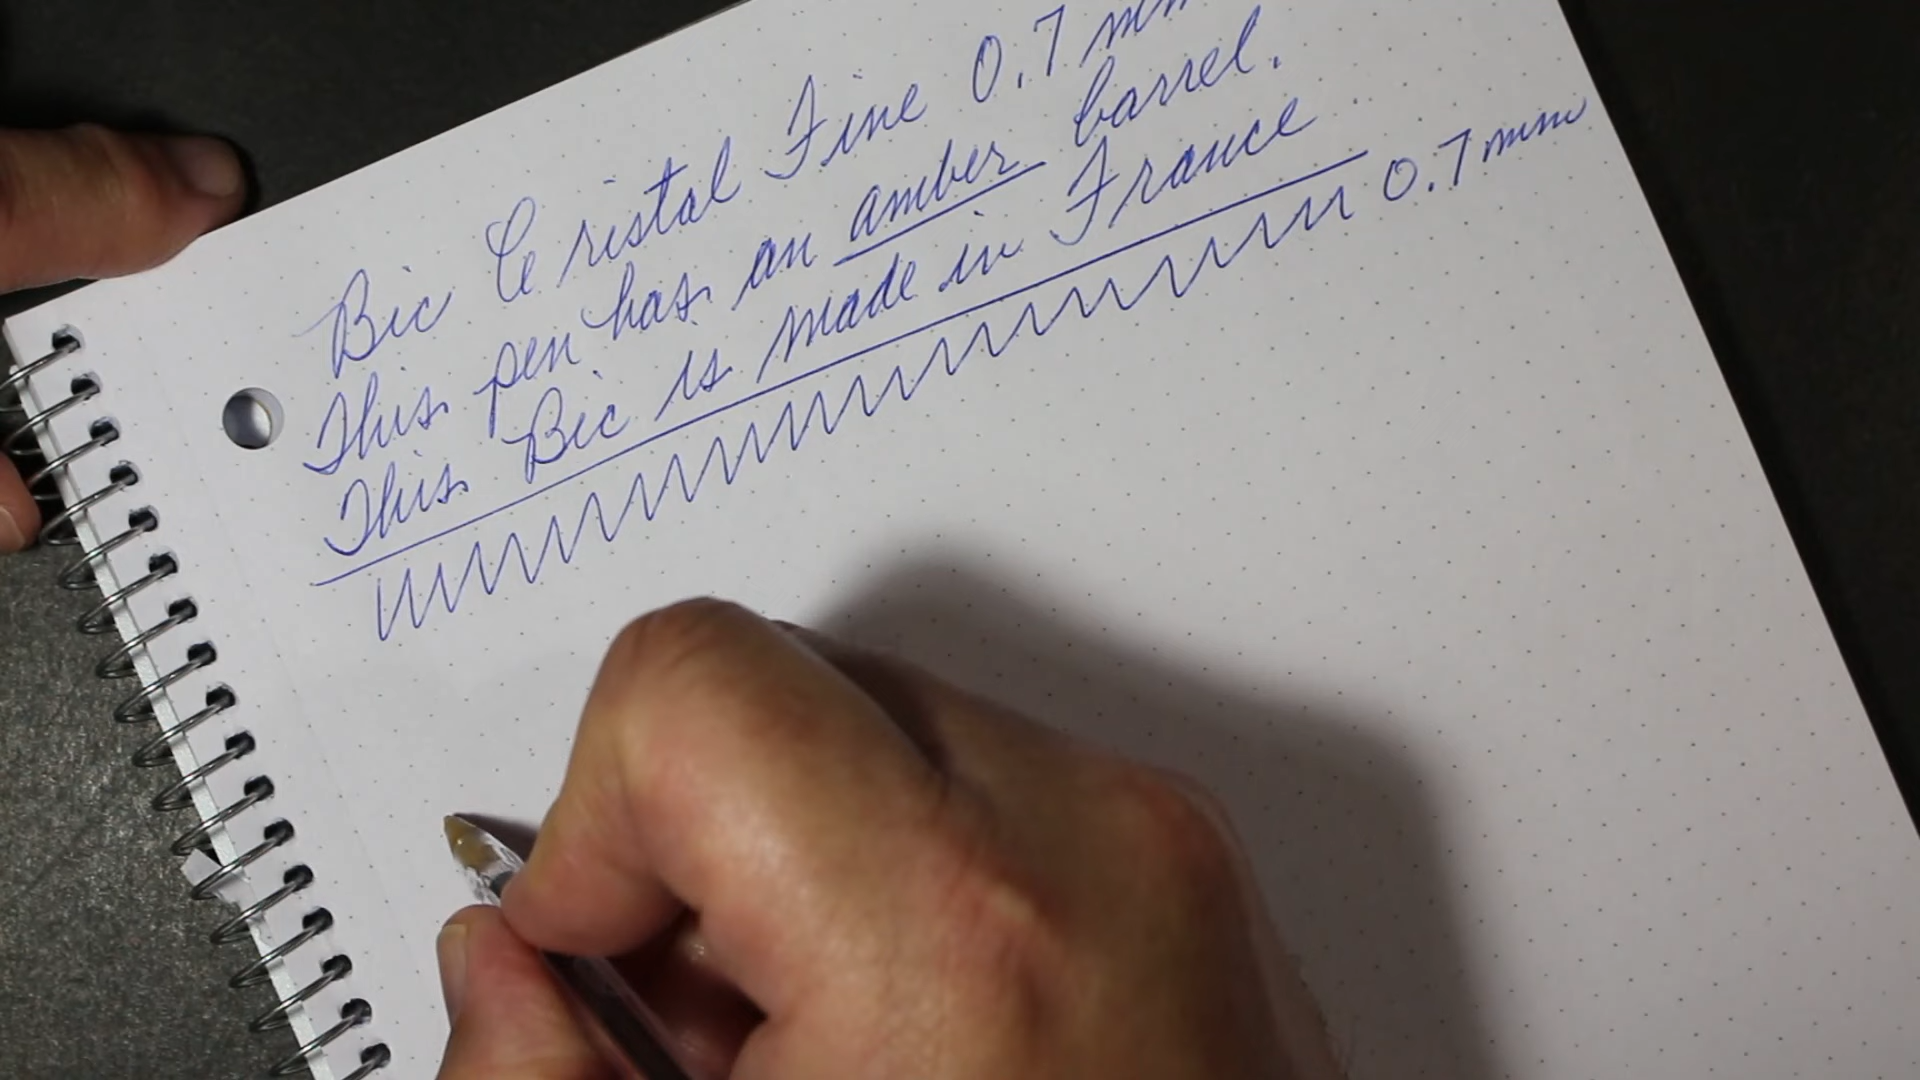 Bic Cristal Fine 0.7 mm
This pen has an amber barrel.
This Bic is made in France
0.7 mm